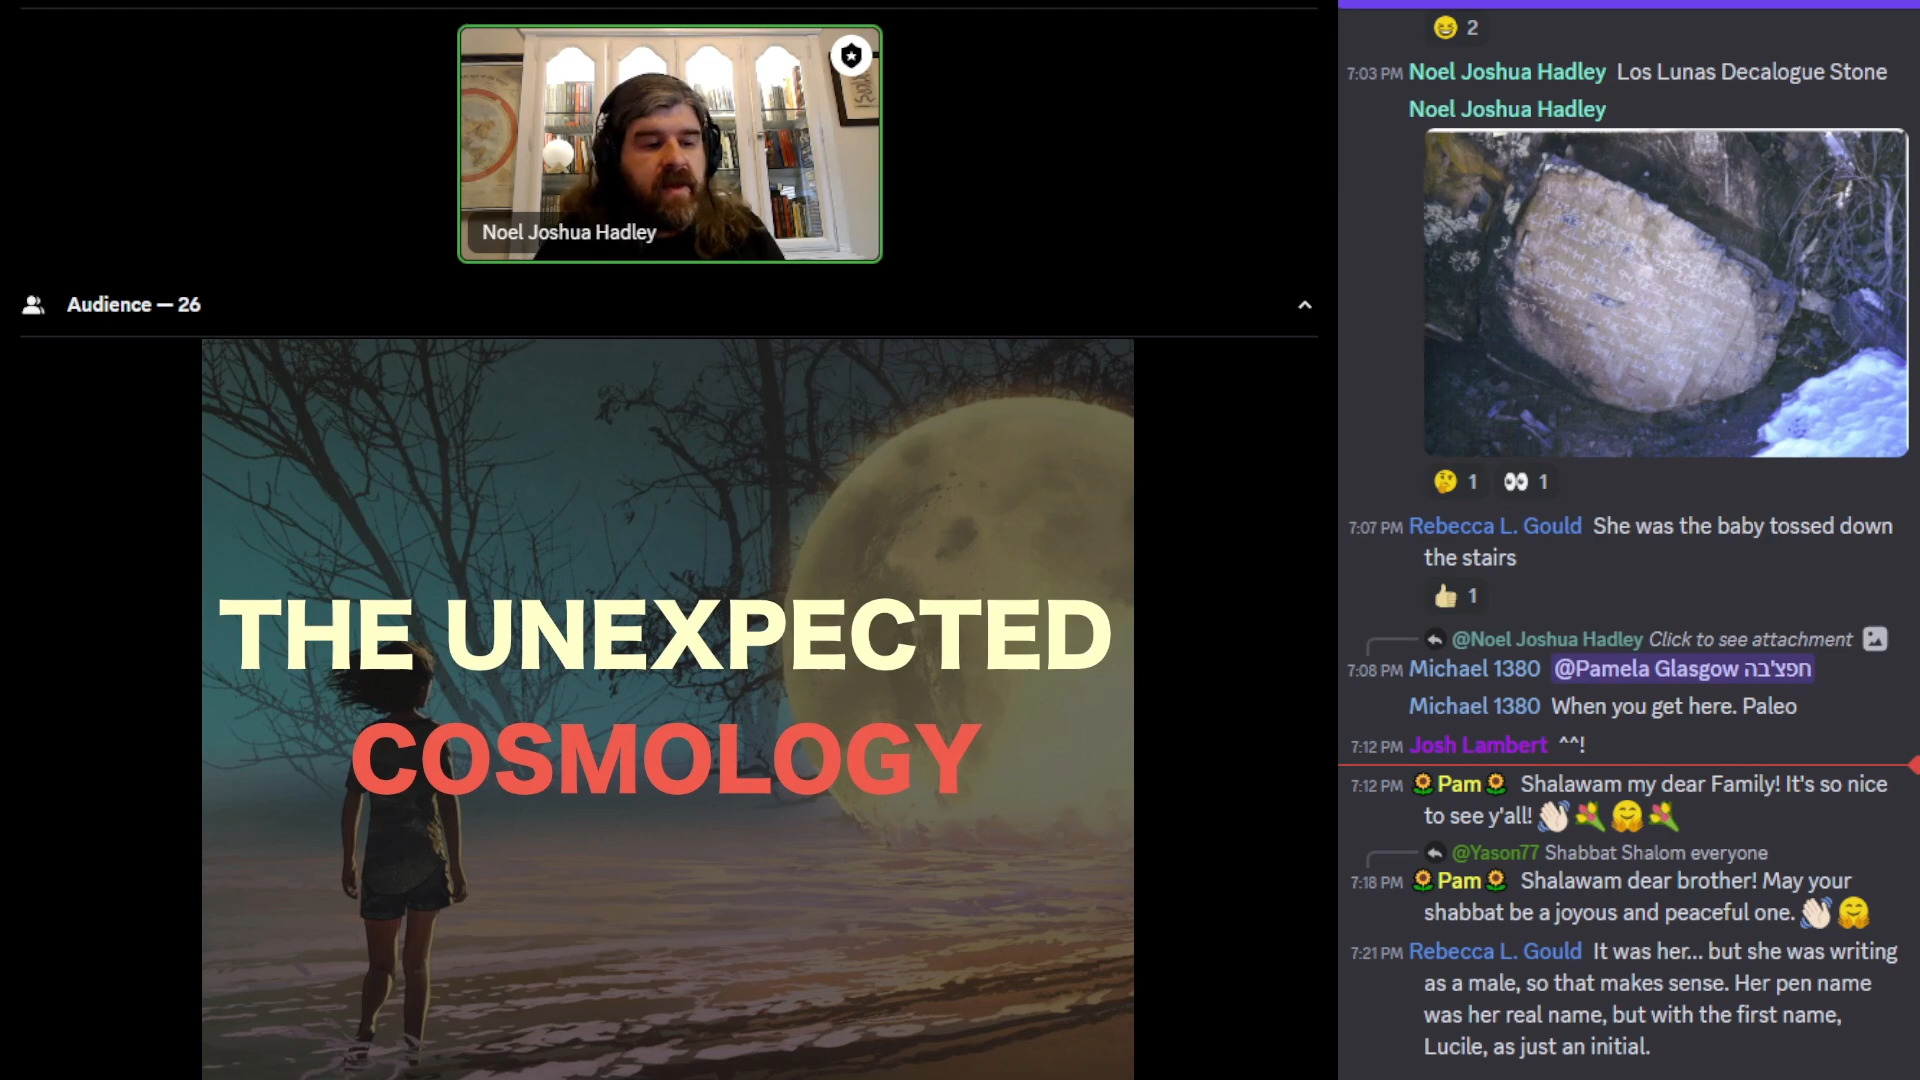 Noel Joshua Hadley
Audience — 26
THE UNEXPECTED
COSMOLOGY
2
7:03 PM Noel Joshua Hadley Los Lunas Decalogue Stone
Noel Joshua Hadley
1 1
7:07 PM Rebecca L. Gould She was the baby tossed down
the stairs
1
@Noel Joshua Hadley Click to see attachment
7:08 PM Michael 1380 @Pamela Glasgow חפצ'בה
Michael 1380 When you get here. Paleo
7:12 PM Josh Lambert ^^!
7:12 PM 🌻Pam🌻 Shalawam my dear Family! It's so nice
to see y'all! 👋🏻💐🤗💐
@Yason77 Shabbat Shalom everyone
7:18 PM 🌻Pam🌻 Shalawam dear brother! May your
shabbat be a joyous and peaceful one. 👋🏻🤗
7:21 PM Rebecca L. Gould It was her... but she was writing
as a male, so that makes sense. Her pen name
was her real name, but with the first name,
Lucile, as just an initial.